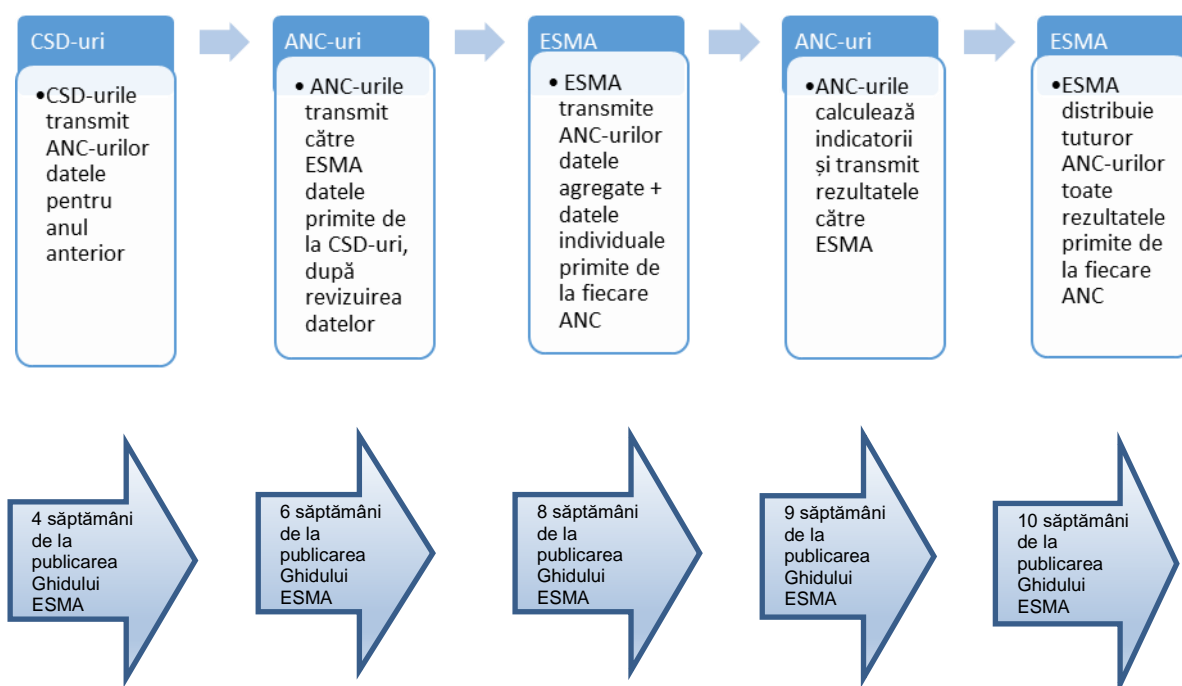 CSD-uri
•CSD-urile
transmit
ANC-urilor
datele
pentru
anul
anterior
ANC-uri
• ANC-urile
transmit
către
ESMA
datele
primite de
la CSD-uri,
după
revizuirea
datelor
ESMA
• ESMA
transmite
ANC-urilor
datele
agregate +
datele
individuale
primite de
la fiecare
ANC
ANC-uri
•ANC-urile
calculează
indicatorii
și transmit
rezultatele
către
ESMA
ESMA
•ESMA
distribuie
tuturor
ANC-urilor
toate
rezultatele
primite de
la fiecare
ANC
4 săptămâni
de la
publicarea
Ghidului
ESMA
6 săptămâni
de la
publicarea
Ghidului
ESMA
8 săptămâni
de la
publicarea
Ghidului
ESMA
9 săptămâni
de la
publicarea
Ghidului
ESMA
10 săptămâni
de la
publicarea
Ghidului
ESMA